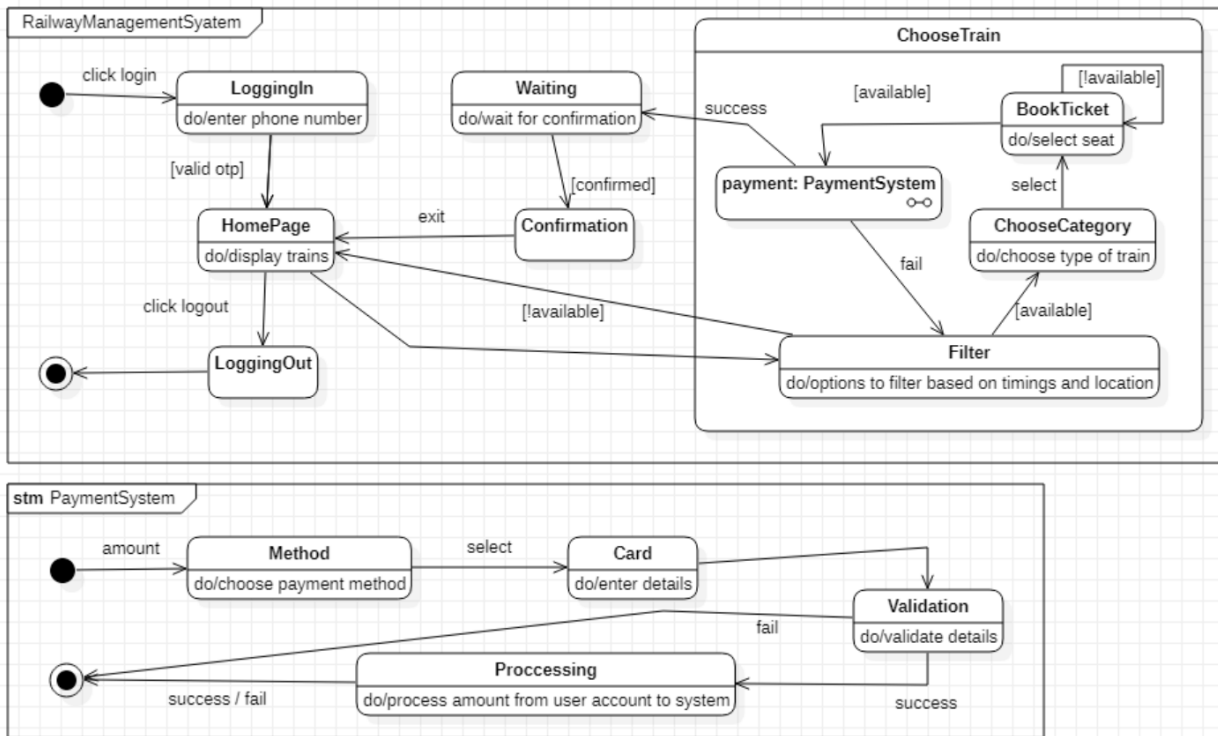 RailwayManagementSyatem
ChooseTrain
click login
LoggingIn
do/enter phone number
Waiting
do/wait for confirmation
success
[available]
[!available]
BookTicket
do/select seat
[valid otp]
[confirmed]
payment: PaymentSystem
select
HomePage
do/display trains
exit
Confirmation
ChooseCategory
do/choose type of train
fail
click logout
[!available]
[available]
LoggingOut
Filter
do/options to filter based on timings and location
stm PaymentSystem
amount
Method
do/choose payment method
select
Card
do/enter details
Validation
do/validate details
fail
Proccessing
do/process amount from user account to system
success / fail
success